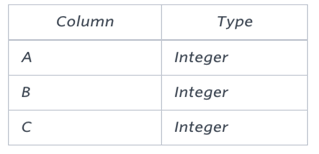 Column Type
A Integer
B Integer
C Integer